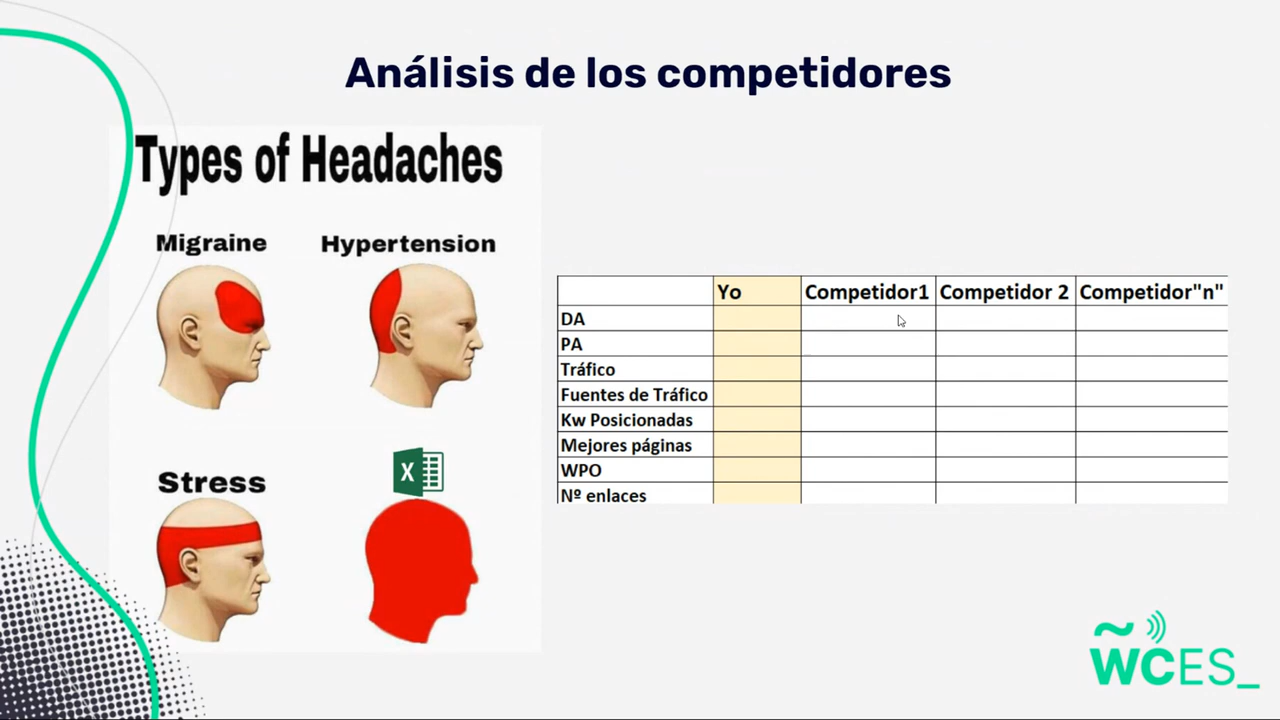 Análisis de los competidores
Types of Headaches
Migraine
Hypertension
Stress
X
Yo
Competidor1
Competidor 2
Competidor"n"
DA
PA
Tráfico
Fuentes de Tráfico
Kw Posicionadas
Mejores páginas
WPO
Nº enlaces
~
WCES_